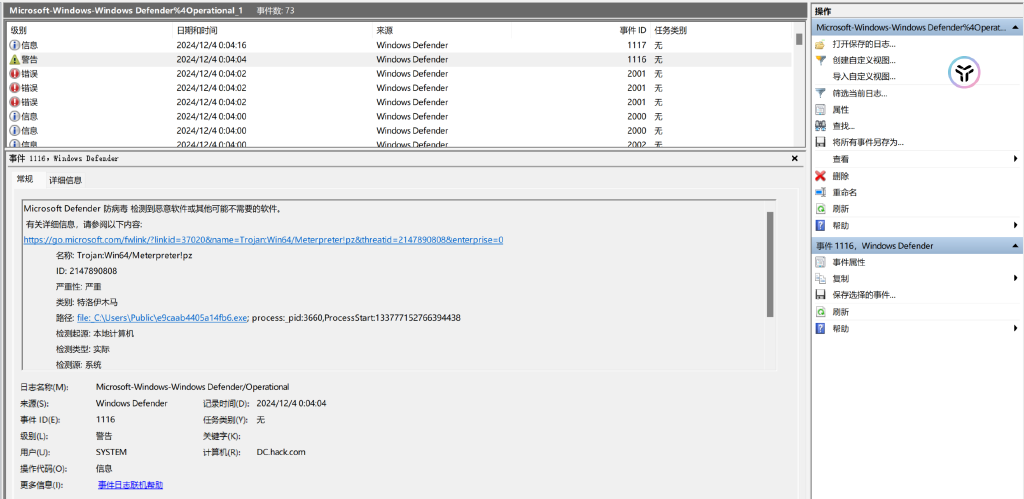 Microsoft-Windows-Windows Defender%4Operational_1 事件数: 73
级别 日期和时间 来源 事件 ID 任务类别
信息 2024/12/4 0:04:16 Windows Defender 1117 无
警告 2024/12/4 0:04:04 Windows Defender 1116 无
错误 2024/12/4 0:04:02 Windows Defender 2001 无
错误 2024/12/4 0:04:02 Windows Defender 2001 无
错误 2024/12/4 0:04:02 Windows Defender 2001 无
信息 2024/12/4 0:04:00 Windows Defender 2000 无
信息 2024/12/4 0:04:00 Windows Defender 2000 无
信息 2024/12/4 0:04:00 Windows Defender 2002 无
事件 1116, Windows Defender
常规 详细信息
Microsoft Defender 防病毒 检测到恶意软件或其他可能不需要的软件。
有关详细信息，请参阅以下内容:
https://go.microsoft.com/fwlink/?linkid=37020&name=Trojan:Win64/Meterpreter!pz&threatid=2147890808&enterprise=0
名称: Trojan:Win64/Meterpreter!pz
ID: 2147890808
严重性: 严重
类别: 特洛伊木马
路径: file:_C:\Users\Public\e9caab4405a14fb6.exe; process:_pid:3660,ProcessStart:133777152766394438
检测起源: 本地计算机
检测类型: 实际
检测源: 系统
日志名称(M): Microsoft-Windows-Windows Defender/Operational
来源(S): Windows Defender 记录时间(D): 2024/12/4 0:04:04
事件 ID(E): 1116 任务类别(Y): 无
级别(L): 警告 关键字(K):
用户(U): SYSTEM 计算机(R): DC.hack.com
操作代码(O): 信息
更多信息(I): 事件日志联机帮助
操作
Microsoft-Windows-Windows Defender%4Operat...
打开保存的日志...
创建自定义视图...
导入自定义视图...
筛选当前日志...
属性
查找...
将所有事件另存为...
查看
删除
重命名
刷新
帮助
事件 1116，Windows Defender
事件属性
复制
保存选择的事件...
刷新
帮助